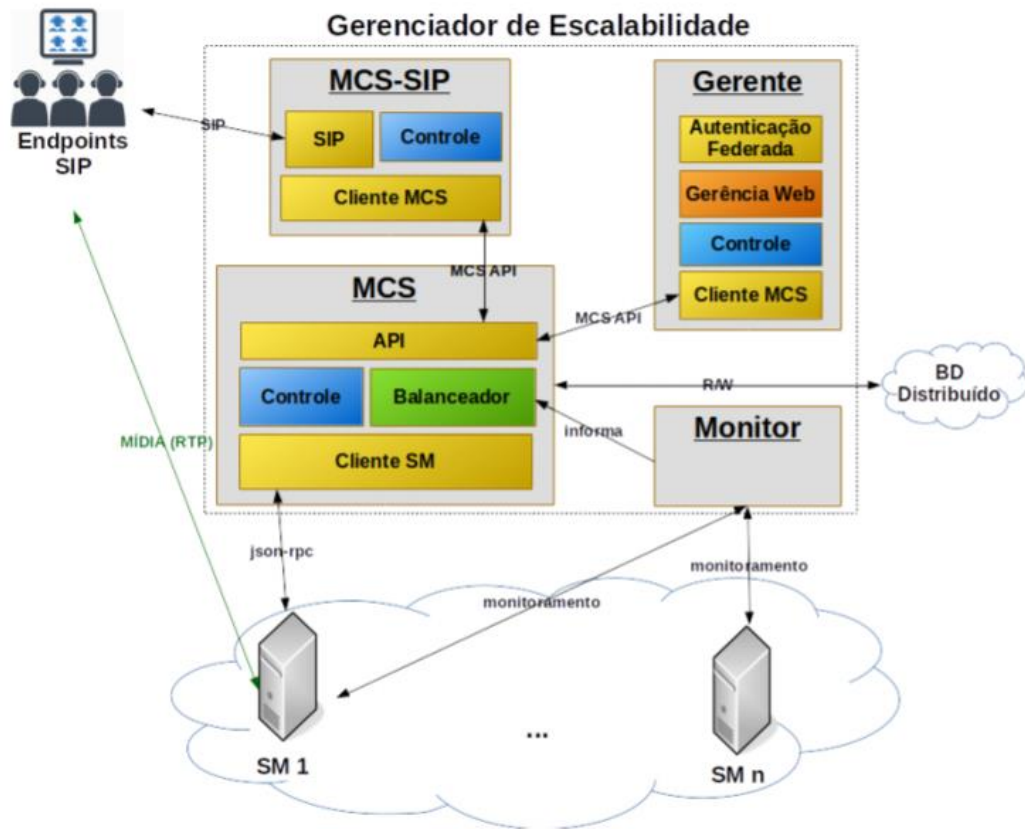 Gerenciador de Escalabilidade
Endpoints
SIP
SIP
MCS-SIP
SIP
Controle
Cliente MCS
Gerente
Autenticação
Federada
Gerência Web
Controle
Cliente MCS
MCS API
MCS
API
Controle
Balanceador
Cliente SM
MCS API
R/W
BD
Distribuído
informa
Monitor
MÍDIA (RTP)
json-rpc
monitoramento
monitoramento
SM 1
...
SM n